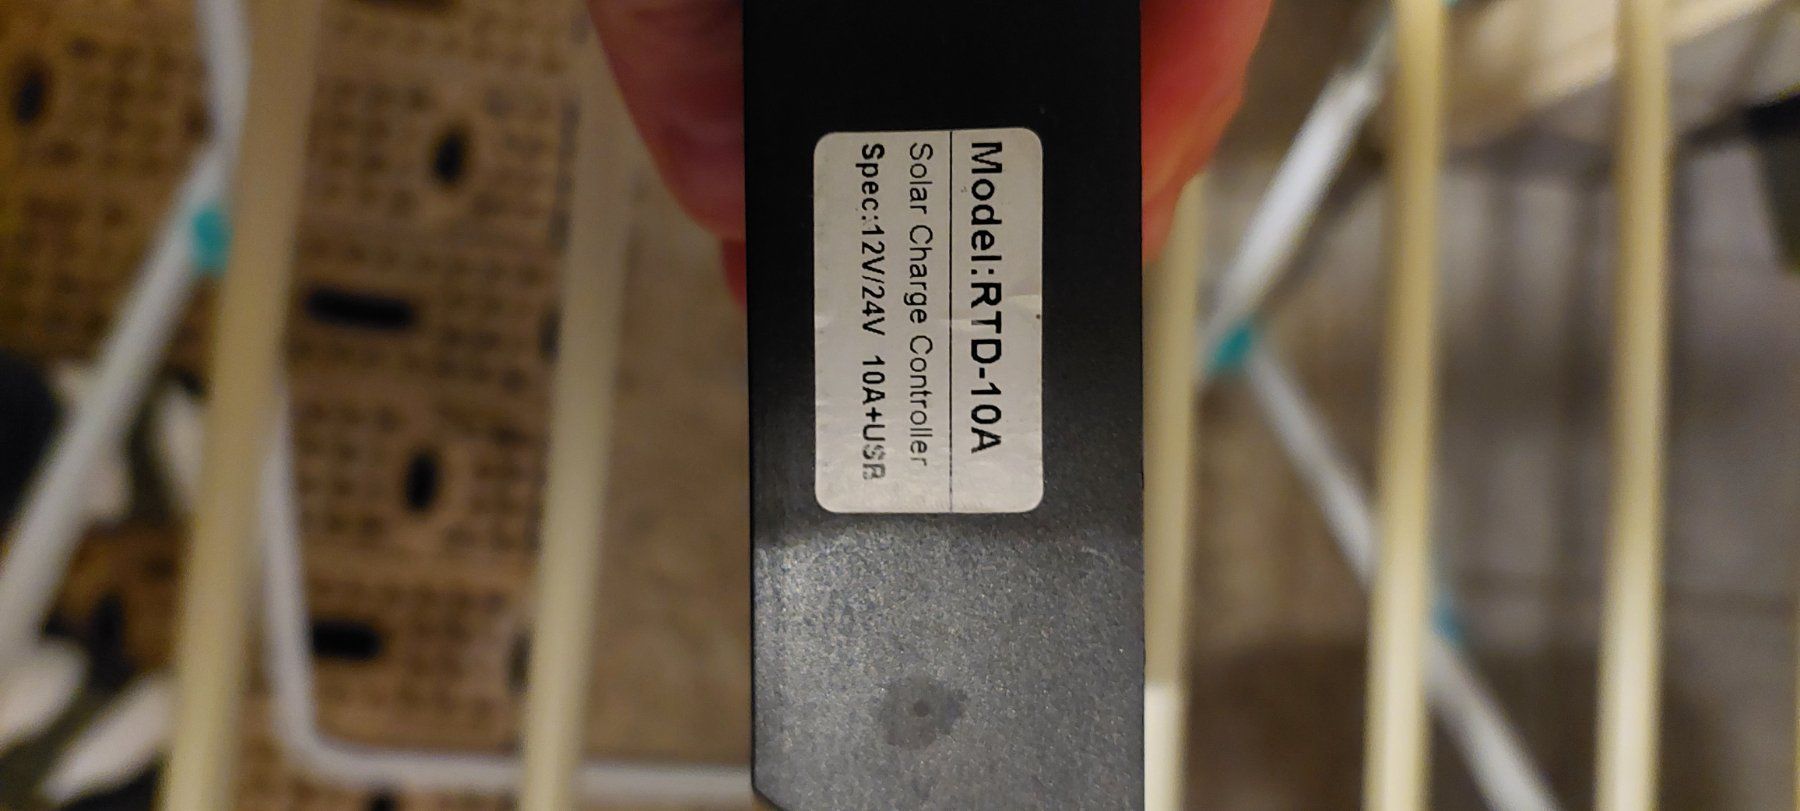 Model:RTD-10A
Solar Charge Controller
Spec:12V/24V 10A+USB